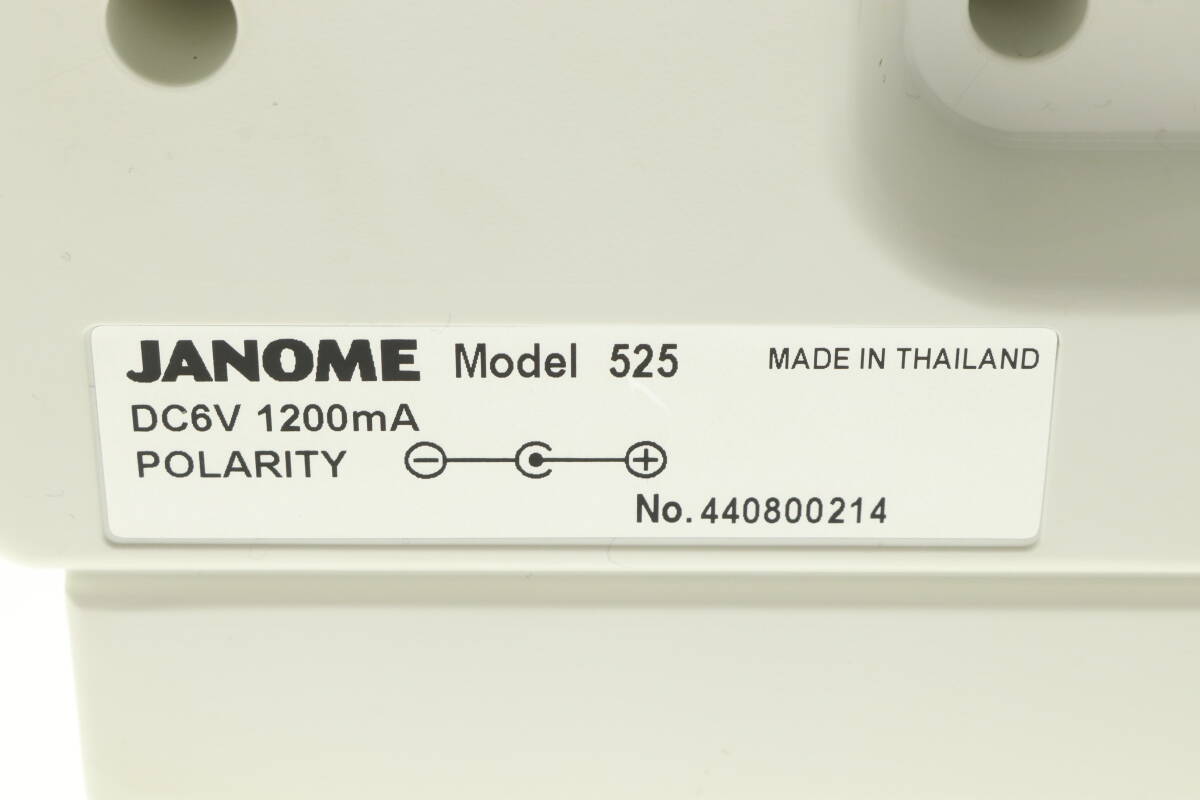 JANOME Model 525 MADE IN THAILAND
DC6V 1200mA
POLARITY
No. 440800214